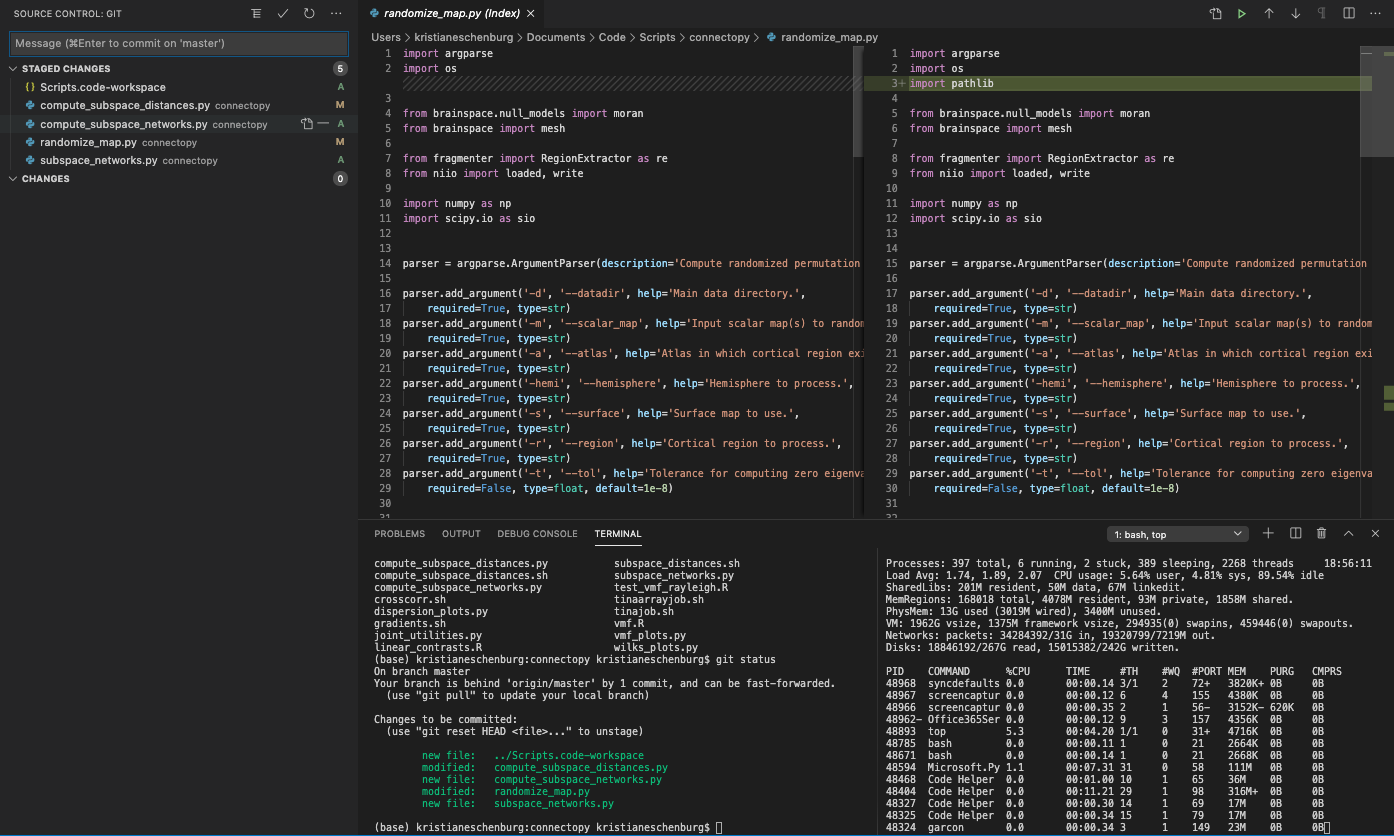 SOURCE CONTROL: GIT
Message (⌘Enter to commit on 'master')
STAGED CHANGES 5
{} Scripts.code-workspace A
compute_subspace_distances.py connectopy M
compute_subspace_networks.py connectopy A
randomize_map.py connectopy M
subspace_networks.py connectopy A
CHANGES 0
randomize_map.py (Index)
Users > kristianeschenburg > Documents > Code > Scripts > connectopy > randomize_map.py
1 import argparse
2 import os
3
4 from brainspace.null_models import moran
5 from brainspace import mesh
6
7 from fragmenter import RegionExtractor as re
8 from niio import loaded, write
9
10 import numpy as np
11 import scipy.io as sio
12
13
14 parser = argparse.ArgumentParser(description='Compute randomized permutation
15
16 parser.add_argument('-d', '--datadir', help='Main data directory.',
17 required=True, type=str)
18 parser.add_argument('-m', '--scalar_map', help='Input scalar map(s) to random
19 required=True, type=str)
20 parser.add_argument('-a', '--atlas', help='Atlas in which cortical region exi
21 required=True, type=str)
22 parser.add_argument('-hemi', '--hemisphere', help='Hemisphere to process.',
23 required=True, type=str)
24 parser.add_argument('-s', '--surface', help='Surface map to use.',
25 required=True, type=str)
26 parser.add_argument('-r', '--region', help='Cortical region to process.',
27 required=True, type=str)
28 parser.add_argument('-t', '--tol', help='Tolerance for computing zero eigenva
29 required=False, type=float, default=1e-8)
30
31
1 import argparse
2 import os
3+ import pathlib
4
5 from brainspace.null_models import moran
6 from brainspace import mesh
7
8 from fragmenter import RegionExtractor as re
9 from niio import loaded, write
10
11 import numpy as np
12 import scipy.io as sio
13
14
15 parser = argparse.ArgumentParser(description='Compute randomized permutation
16
17 parser.add_argument('-d', '--datadir', help='Main data directory.',
18 required=True, type=str)
19 parser.add_argument('-m', '--scalar_map', help='Input scalar map(s) to random
20 required=True, type=str)
21 parser.add_argument('-a', '--atlas', help='Atlas in which cortical region exi
22 required=True, type=str)
23 parser.add_argument('-hemi', '--hemisphere', help='Hemisphere to process.',
24 required=True, type=str)
25 parser.add_argument('-s', '--surface', help='Surface map to use.',
26 required=True, type=str)
27 parser.add_argument('-r', '--region', help='Cortical region to process.',
28 required=True, type=str)
29 parser.add_argument('-t', '--tol', help='Tolerance for computing zero eigenva
30 required=False, type=float, default=1e-8)
31
32
PROBLEMS OUTPUT DEBUG CONSOLE TERMINAL
1: bash, top
compute_subspace_distances.py subspace_distances.sh
compute_subspace_distances.sh subspace_networks.py
compute_subspace_networks.py test_vmf_rayleigh.R
crosscorr.sh tinaarrayjob.sh
dispersion_plots.py tinajob.sh
gradients.sh vmf.R
joint_utilities.py vmf_plots.py
linear_contrasts.R wilks_plots.py
(base) kristianeschenburg:connectopy kristianeschenburg$ git status
On branch master
Your branch is behind 'origin/master' by 1 commit, and can be fast-forwarded.
(use "git pull" to update your local branch)
Changes to be committed:
(use "git reset HEAD <file>..." to unstage)
new file: ../Scripts.code-workspace
modified: compute_subspace_distances.py
new file: compute_subspace_networks.py
modified: randomize_map.py
new file: subspace_networks.py
(base) kristianeschenburg:connectopy kristianeschenburg$
Processes: 397 total, 6 running, 2 stuck, 389 sleeping, 2268 threads 18:56:11
Load Avg: 1.74, 1.89, 2.07 CPU usage: 5.64% user, 4.81% sys, 89.54% idle
SharedLibs: 201M resident, 50M data, 67M linkedit.
MemRegions: 168018 total, 4078M resident, 93M private, 1858M shared.
PhysMem: 13G used (3019M wired), 3400M unused.
VM: 1962G vsize, 1375M framework vsize, 294935(0) swapins, 459446(0) swapouts.
Networks: packets: 34284392/31G in, 19320799/7219M out.
Disks: 18846192/267G read, 15015382/242G written.
PID COMMAND %CPU TIME #TH #WQ #PORT MEM PURG CMPRS
48968 syncdefaults 0.0 00:00.14 3/1 2 72+ 3820K+ 0B 0B
48967 screencaptur 0.0 00:00.12 6 4 155 4380K 0B 0B
48966 screencaptur 0.0 00:00.35 2 1 56- 3152K- 620K 0B
48962- Office365Ser 0.0 00:00.12 9 3 157 4356K 0B 0B
48893 top 5.3 00:04.20 1/1 0 31+ 4716K 0B 0B
48785 bash 0.0 00:00.11 1 0 21 2664K 0B 0B
48671 bash 0.0 00:00.14 1 0 21 2668K 0B 0B
48594 Microsoft.Py 1.1 00:07.31 31 0 58 111M 0B 0B
48468 Code Helper 0.0 00:01.00 10 1 65 36M 0B 0B
48404 Code Helper 0.0 00:11.21 29 1 98 316M+ 0B 0B
48327 Code Helper 0.0 00:00.30 14 1 69 17M 0B 0B
48325 Code Helper 0.0 00:00.34 15 1 79 17M 0B 0B
48324 garcon 0.0 00:00.34 3 1 149 23M 0B 0B